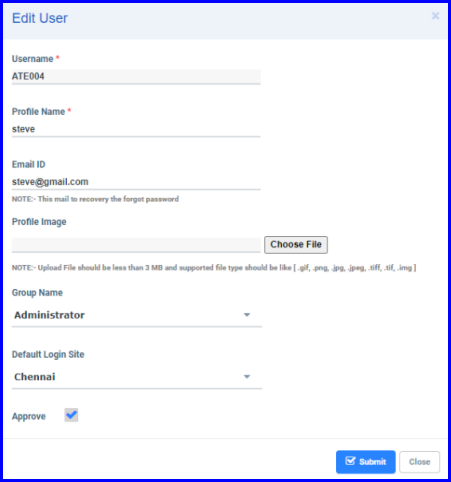 Edit User
×
Username *
ATE004
Profile Name *
steve
Email ID
steve@gmail.com
NOTE:- This mail to recovery the forgot password
Profile Image
Choose File
NOTE:- Upload File should be less than 3 MB and supported file type should be like [ .gif, .png, .jpg, .jpeg, .tiff, .tif, .img ]
Group Name
Administrator
Default Login Site
Chennai
Approve
Submit Close